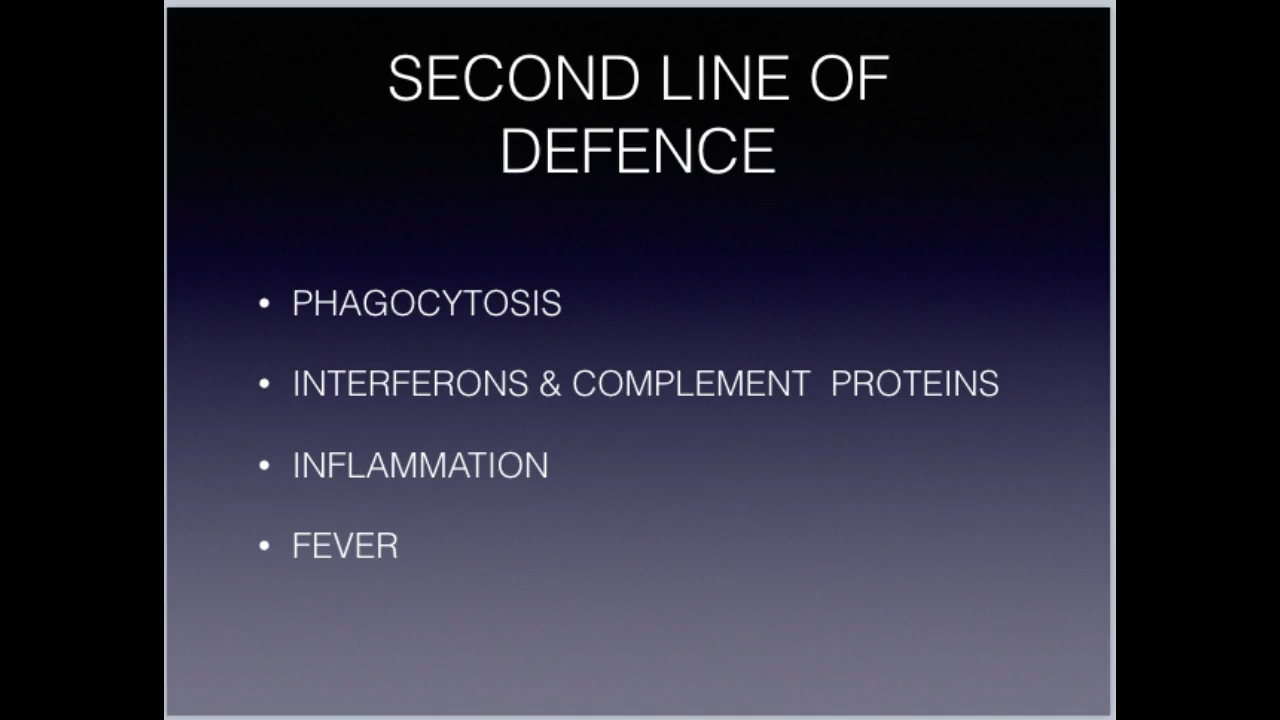 SECOND LINE OF
DEFENCE
• PHAGOCYTOSIS
• INTERFERONS & COMPLEMENT PROTEINS
• INFLAMMATION
• FEVER